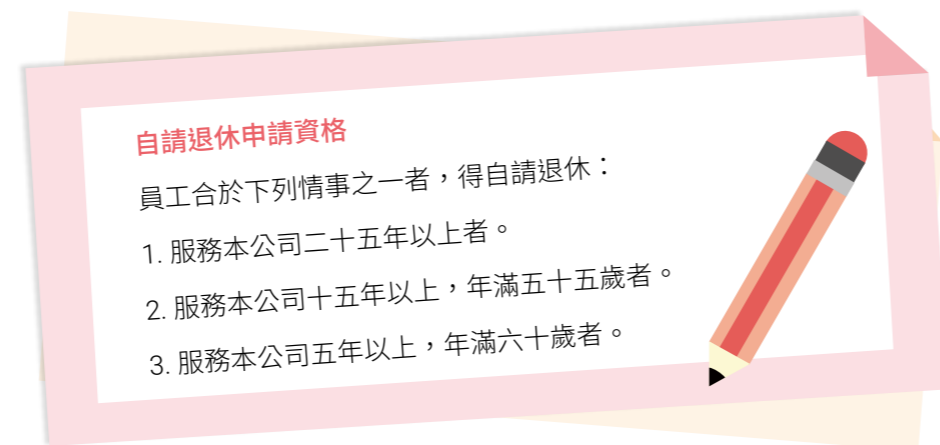 自請退休申請資格
員工合於下列情事之一者，得自請退休：
1. 服務本公司二十五年以上者。
2. 服務本公司十五年以上，年滿五十五歲者。
3. 服務本公司五年以上，年滿六十歲者。